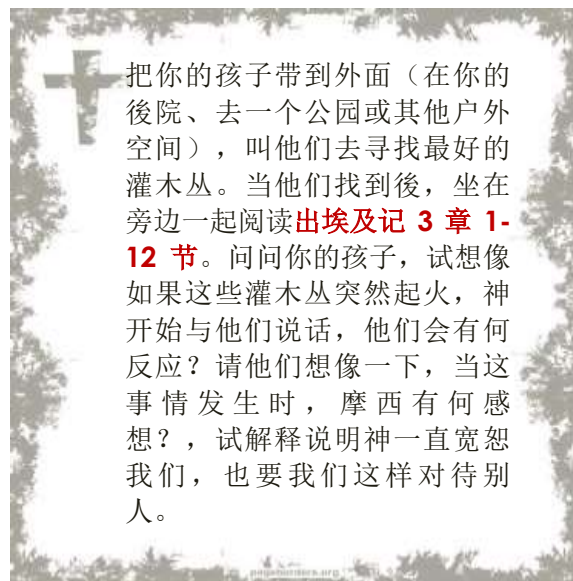 把你的孩子带到外面（在你的
後院、去一个公园或其他户外
空间），叫他们去寻找最好的
灌木丛。当他们找到後，坐在
旁边一起阅读出埃及记 3 章 1-
12 节。问问你的孩子，试想像
如果这些灌木丛突然起火，神
开始与他们说话，他们会有何
反应？请他们想像一下，当这
事情发生时，摩西有何感
想？，试解释说明神一直宽恕
我们，也要我们这样对待别
人。
pageborders.org